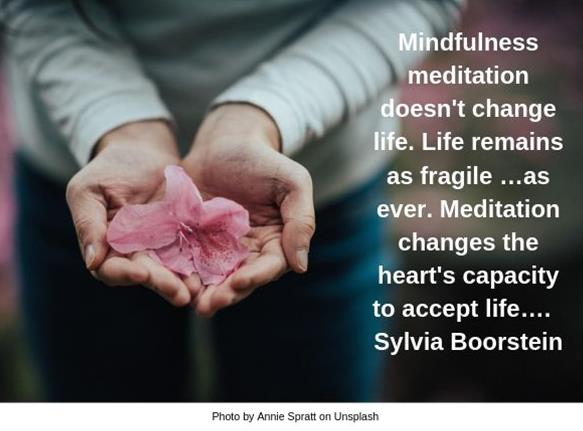 Mindfulness
meditation
doesn't change
life. Life remains
as fragile …as
ever. Meditation
changes the
heart's capacity
to accept life….
Sylvia Boorstein
Photo by Annie Spratt on Unsplash